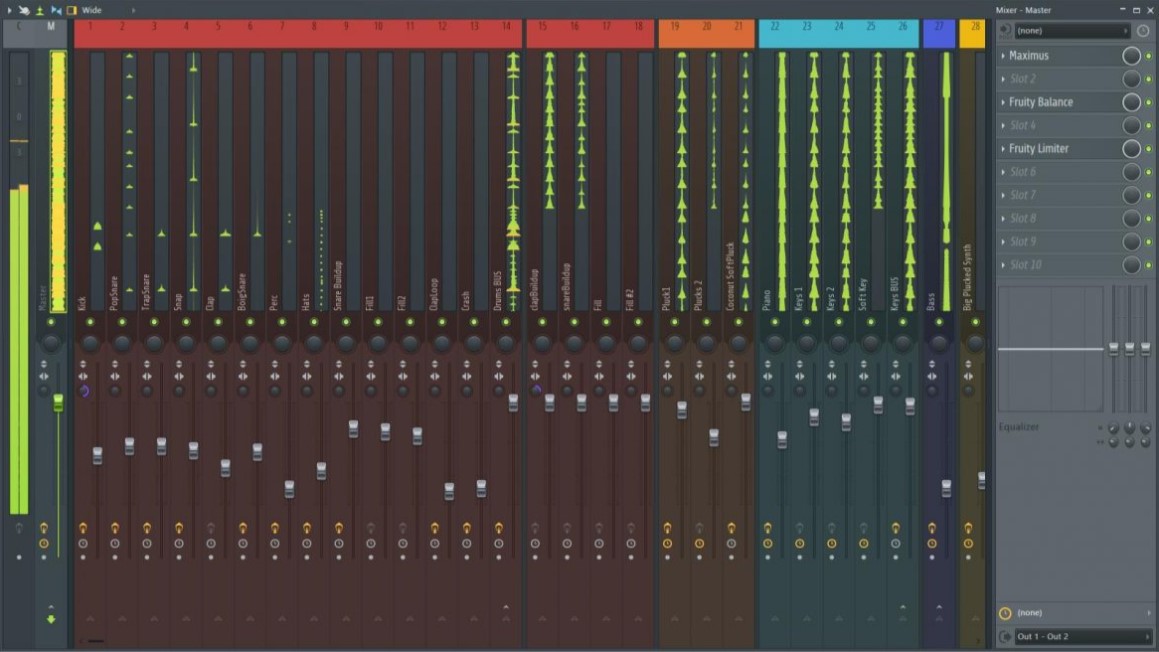 Wide
Mixer - Master
C M 1 2 3 4 5 6 7 8 9 10 11 12 13 14 15 16 17 18 19 20 21 22 23 24 25 26 27 28
(none)
Maximus
Slot 2
Fruity Balance
Slot 4
Fruity Limiter
Slot 6
Slot 7
Slot 8
Slot 9
Slot 10
Master
Kick
PopSnare
TrapSnare
Snap
Clap
BoigSnare
Perc
Hats
Snare Buildup
Fill1
Fill2
ClapLoop
Crash
Drums BUS
clapBuildup
snareBuildup
Fill
Fill #2
Pluck1
Plucks 2
Coconut SoftPluck
Piano
Keys 1
Keys 2
Soft Key
Keys BUS
Bass
Big Plucked Synth
Equalizer
(none)
Out 1 - Out 2